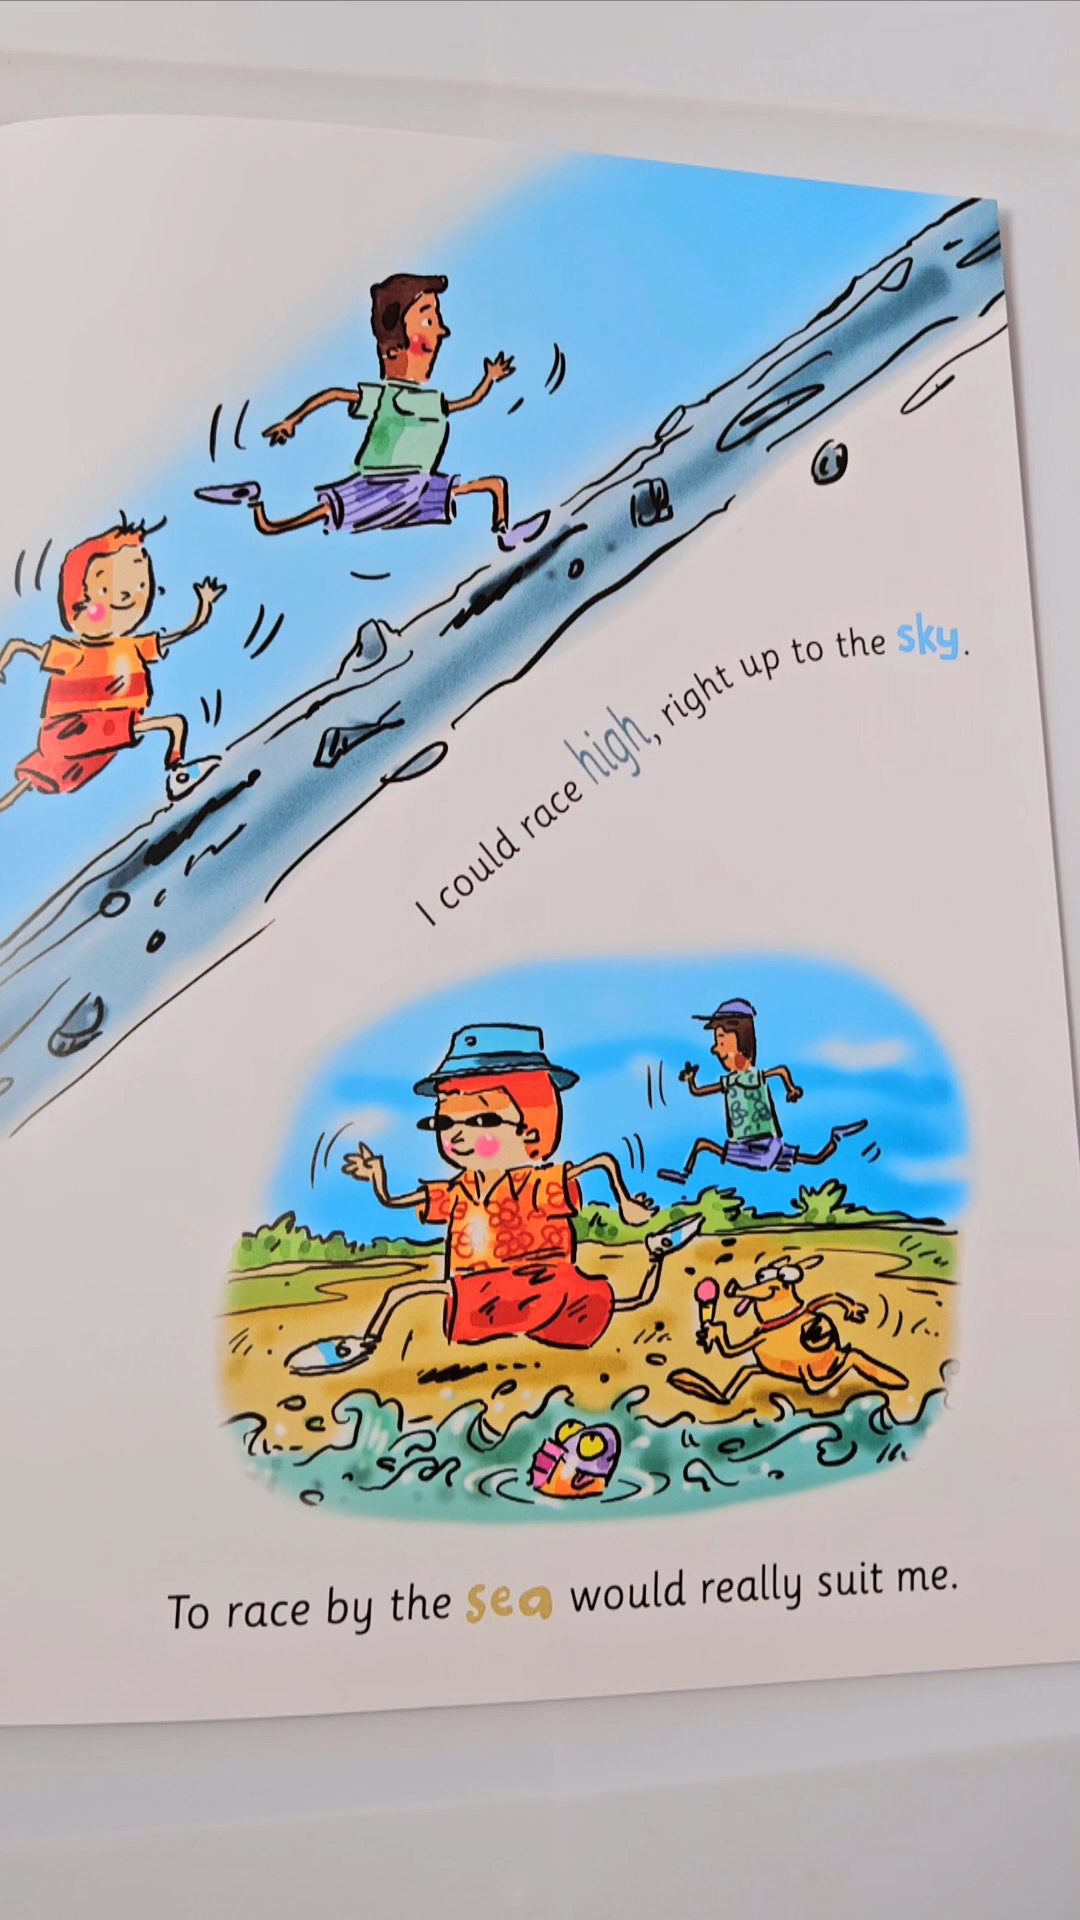 I could race high, right up to the sky.
To race by the sea would really suit me.